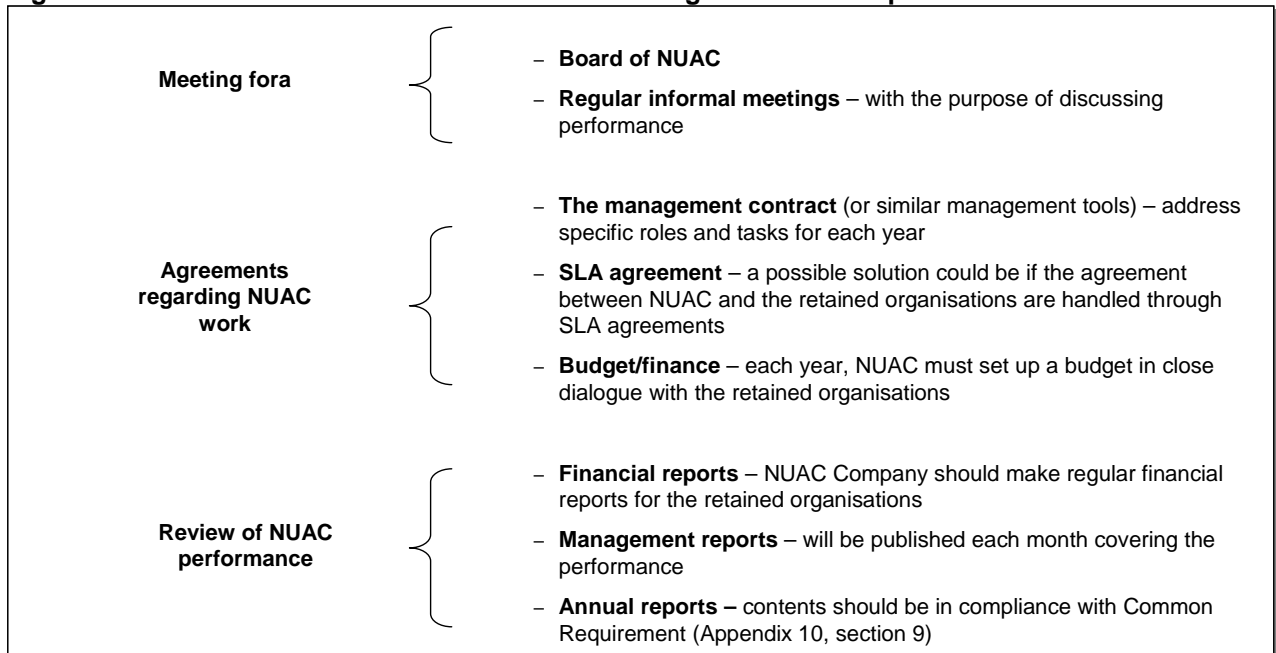 Meeting fora
– Board of NUAC
– Regular informal meetings – with the purpose of discussing
performance
Agreements
regarding NUAC
work
– The management contract (or similar management tools) – address
specific roles and tasks for each year
– SLA agreement – a possible solution could be if the agreement
between NUAC and the retained organisations are handled through
SLA agreements
– Budget/finance – each year, NUAC must set up a budget in close
dialogue with the retained organisations
Review of NUAC
performance
– Financial reports – NUAC Company should make regular financial
reports for the retained organisations
– Management reports – will be published each month covering the
performance
– Annual reports – contents should be in compliance with Common
Requirement (Appendix 10, section 9)